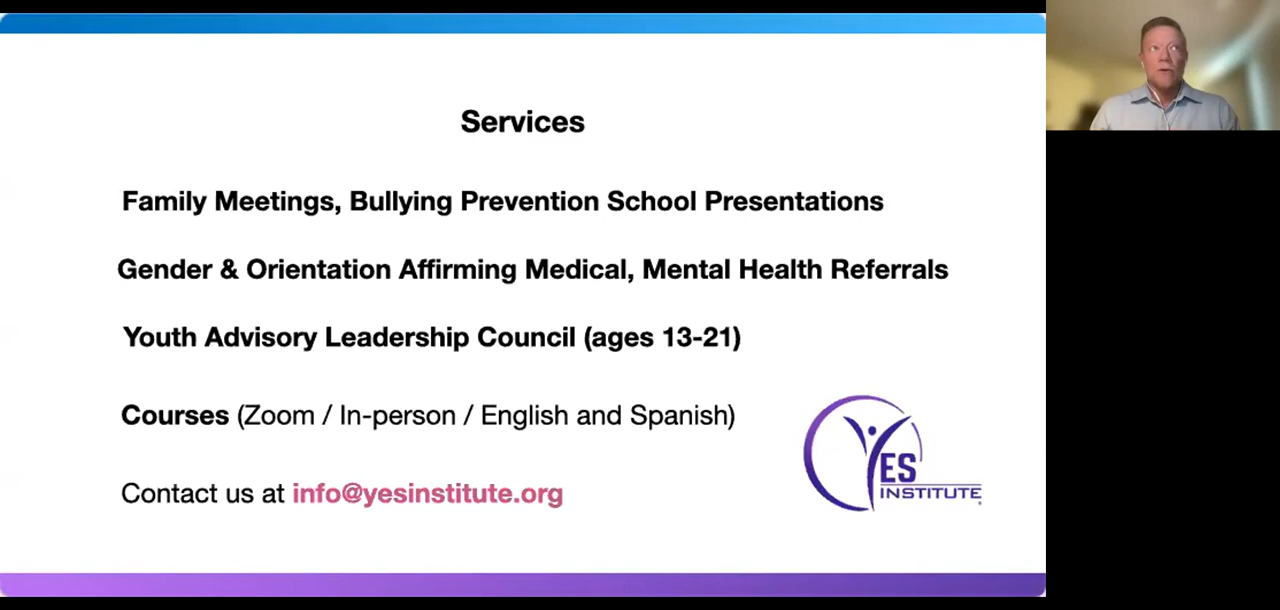 Services
Family Meetings, Bullying Prevention School Presentations
Gender & Orientation Affirming Medical, Mental Health Referrals
Youth Advisory Leadership Council (ages 13-21)
Courses (Zoom / In-person / English and Spanish)
Contact us at info@yesinstitute.org
YES
INSTITUTE